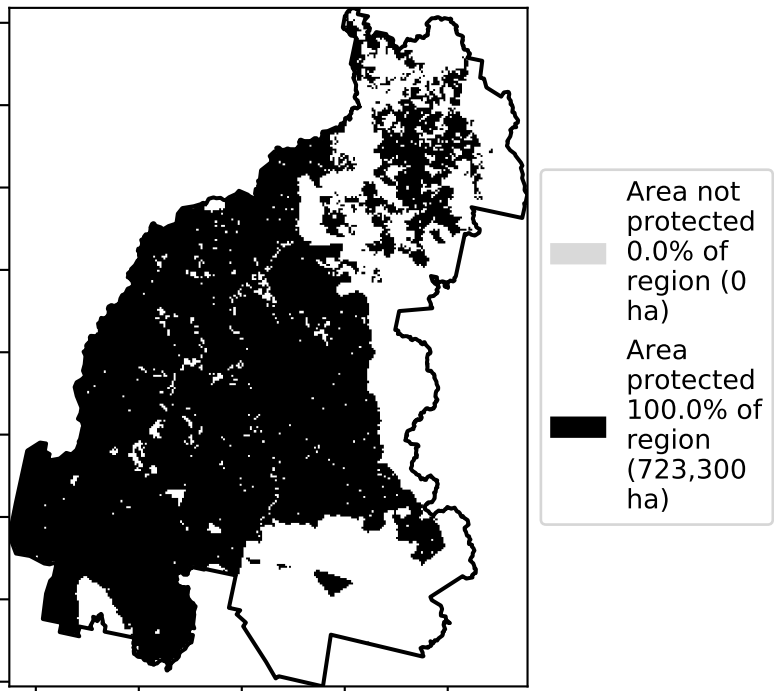 Area not
protected
0.0% of
region (0
ha)
Area
protected
100.0% of
region
(723,300
ha)